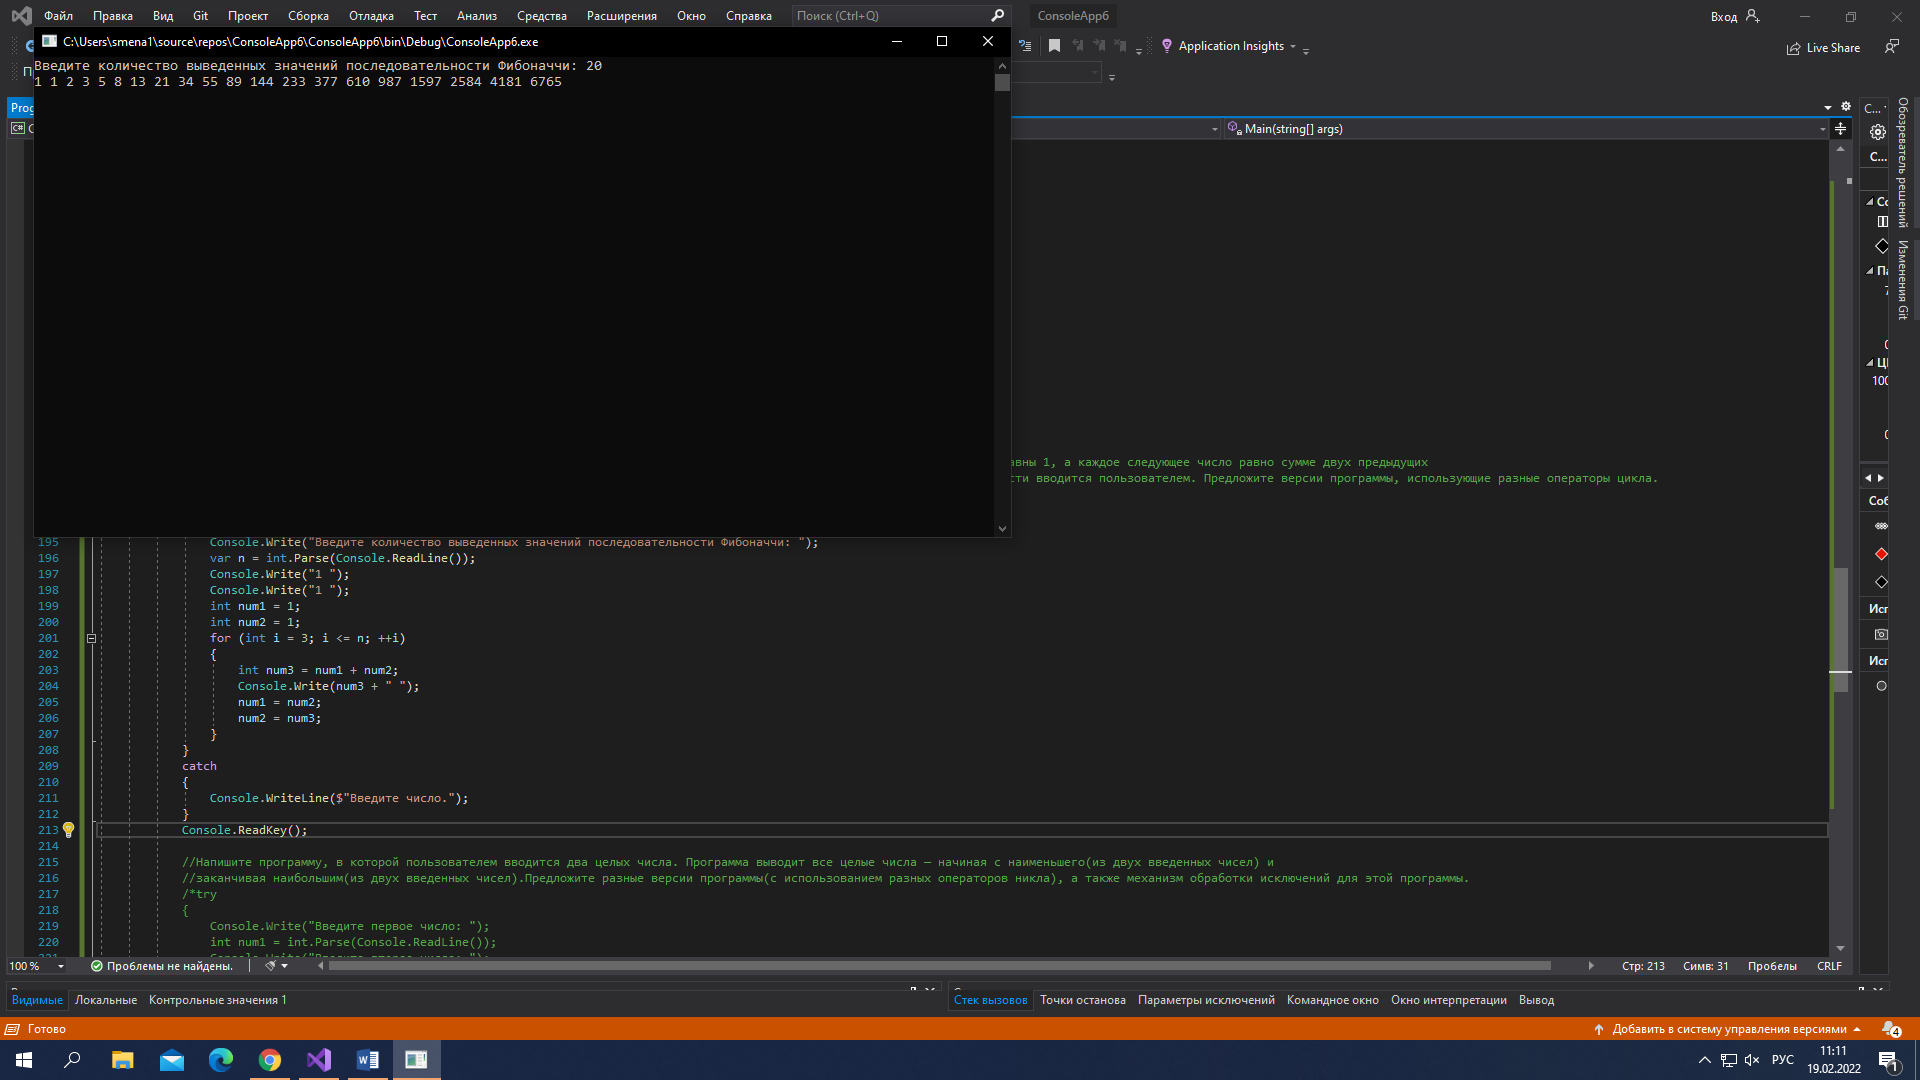 Файл Правка Вид Git Проект Сборка Отладка Тест Анализ Средства Расширения Окно Справка Поиск (Ctrl+Q) ConsoleApp6 Вход
C:\Users\smena1\source\repos\ConsoleApp6\ConsoleApp6\bin\Debug\ConsoleApp6.exe
Application Insights Live Share
Введите количество выведенных значений последовательности Фибоначчи: 20
1 1 2 3 5 8 13 21 34 55 89 144 233 377 610 987 1597 2584 4181 6765
Main(string[] args)
Обозреватель решений
Изменения Git
авны 1, а каждое следующее число равно сумме двух предыдущих
сти вводится пользователем. Предложите версии программы, использующие разные операторы цикла.
195 Console.Write("Введите количество выведенных значений последовательности Фибоначчи: ");
196 var n = int.Parse(Console.ReadLine());
197 Console.Write("1 ");
198 Console.Write("1 ");
199 int num1 = 1;
200 int num2 = 1;
201 for (int i = 3; i <= n; ++i)
202 {
203 int num3 = num1 + num2;
204 Console.Write(num3 + " ");
205 num1 = num2;
206 num2 = num3;
207 }
208 }
209 catch
210 {
211 Console.WriteLine($"Введите число.");
212 }
213 Console.ReadKey();
214
215 //Напишите программу, в которой пользователем вводится два целых числа. Программа выводит все целые числа — начиная с наименьшего(из двух введенных чисел) и
216 //заканчивая наибольшим(из двух введенных чисел).Предложите разные версии программы(с использованием разных операторов никла), а также механизм обработки исключений для этой программы.
217 /*try
218 {
219 Console.Write("Введите первое число: ");
220 int num1 = int.Parse(Console.ReadLine());
100 % Проблемы не найдены. Стр: 213 Симв: 31 Пробелы CRLF
Видимые Локальные Контрольные значения 1 Стек вызовов Точки останова Параметры исключений Командное окно Окно интерпретации Вывод
Готово Добавить в систему управления версиями 4
РУС 11:11
19.02.2022 1